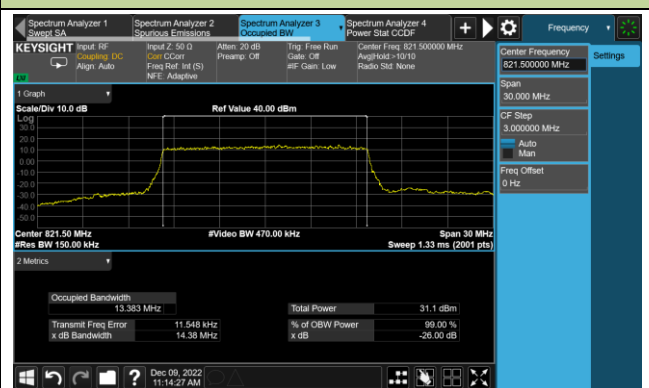 Spectrum Analyzer 1
Swept SA
Spectrum Analyzer 2
Spurious Emissions
Spectrum Analyzer 3
Occupied BW
Spectrum Analyzer 4
Power Stat CCDF
Frequency
KEYSIGHT
Input: RF
Coupling: DC
Align: Auto
Input Z: 50 Ω
Corr CCorr
Freq Ref: Int (S)
NFE: Adaptive
Atten: 20 dB
Preamp: Off
Trig: Free Run
Gate: Off
#IF Gain: Low
Center Freq: 821.500000 MHz
Avg|Hold:>10/10
Radio Std: None
Center Frequency
821.500000 MHz
Settings
Span
30.000 MHz
CF Step
3.000000 MHz
Auto
Man
Freq Offset
0 Hz
1 Graph
Scale/Div 10.0 dB
Ref Value 40.00 dBm
Log
30.0
20.0
10.0
0.00
-10.0
-20.0
-30.0
-40.0
-50.0
Center 821.50 MHz
#Video BW 470.00 kHz
Span 30 MHz
#Res BW 150.00 kHz
Sweep 1.33 ms (2001 pts)
2 Metrics
Occupied Bandwidth
13.383 MHz
Total Power
31.1 dBm
Transmit Freq Error
11.548 kHz
% of OBW Power
99.00 %
x dB Bandwidth
14.38 MHz
x dB
-26.00 dB
Dec 09, 2022
11:14:27 AM